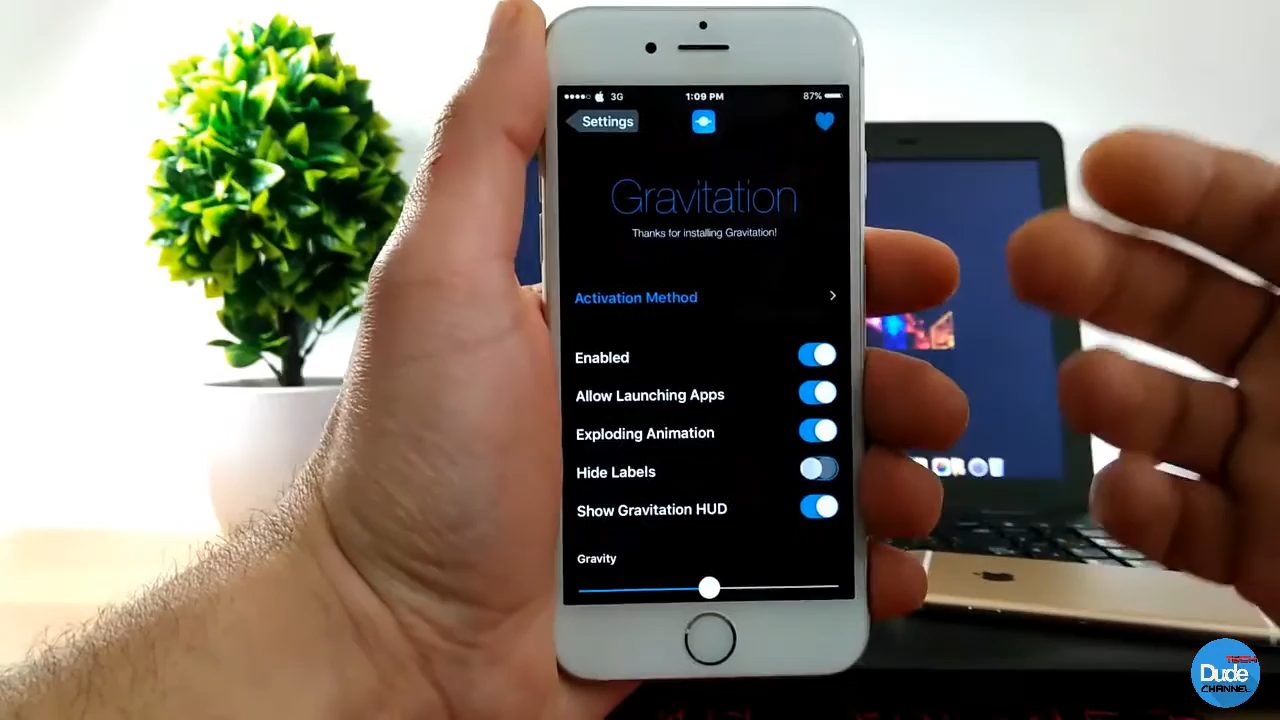 3G
1:09 PM
87%
Settings
Gravitation
Thanks for installing Gravitation!
Activation Method
Enabled
Allow Launching Apps
Exploding Animation
Hide Labels
Show Gravitation HUD
Gravity
TECH
Dude
CHANNEL